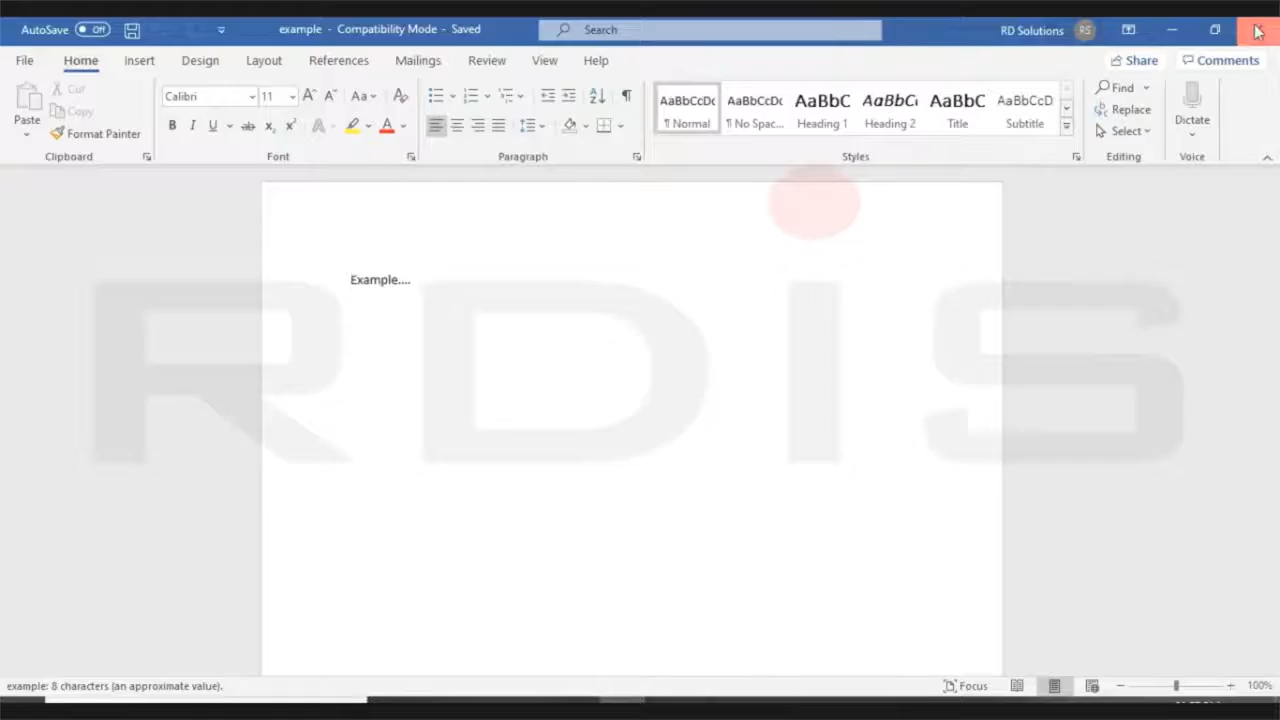 AutoSave Off example - Compatibility Mode - Saved Search RD Solutions RS
File Home Insert Design Layout References Mailings Review View Help Share Comments
Paste Cut Copy Format Painter
Clipboard
Calibri 11 Aa
B I U ab x₂ x² A A
Font
Paragraph
AaBbCcDc AaBbCcDc AaBbC AaBbC AaBbC AaBbCcD
¶ Normal ¶ No Spac... Heading 1 Heading 2 Title Subtitle
Styles
Find
Replace
Select
Editing
Dictate
Voice
Example....
RDIS
example: 8 characters (an approximate value).
Focus 100%